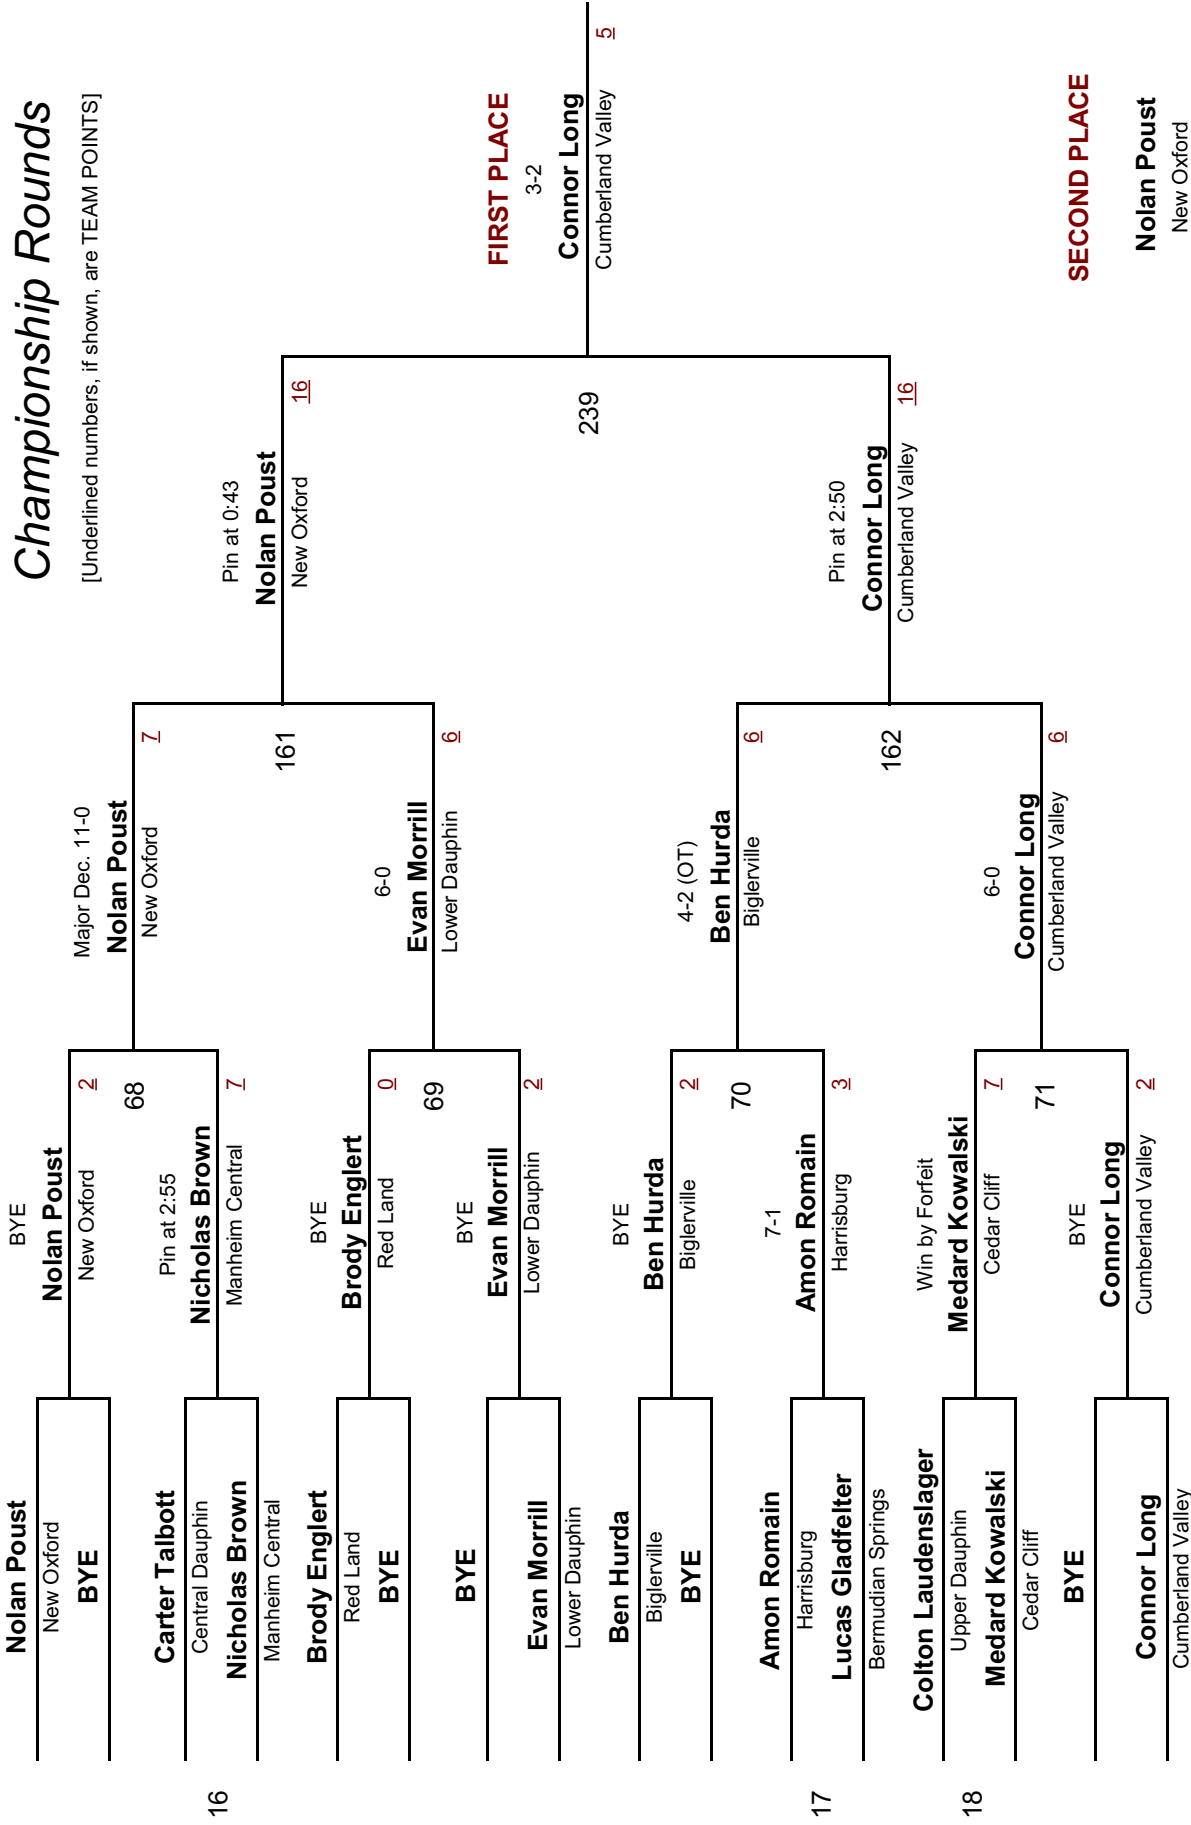 Championship Rounds
[Underlined numbers, if shown, are TEAM POINTS]
Nolan Poust
New Oxford
BYE
16
Carter Talbott
Central Dauphin
Nicholas Brown
Manheim Central
Brody Englert
Red Land
BYE
BYE
Evan Morrill
Lower Dauphin
Ben Hurda
Biglerville
BYE
17
Amon Romain
Harrisburg
Lucas Gladfelter
Bermudian Springs
18
Colton Laudenslager
Upper Dauphin
Medard Kowalski
Cedar Cliff
BYE
Connor Long
Cumberland Valley
BYE
Nolan Poust
New Oxford
2
68
Pin at 2:55
Nicholas Brown
Manheim Central
7
BYE
Brody Englert
Red Land
0
69
BYE
Evan Morrill
Lower Dauphin
2
BYE
Ben Hurda
Biglerville
2
70
7-1
Amon Romain
Harrisburg
3
Win by Forfeit
Medard Kowalski
Cedar Cliff
7
71
BYE
Connor Long
Cumberland Valley
2
Major Dec. 11-0
Nolan Poust
New Oxford
7
161
6-0
Evan Morrill
Lower Dauphin
6
4-2 (OT)
Ben Hurda
Biglerville
6
162
6-0
Connor Long
Cumberland Valley
6
Pin at 0:43
Nolan Poust
New Oxford
16
239
Pin at 2:50
Connor Long
Cumberland Valley
16
FIRST PLACE
3-2
Connor Long
Cumberland Valley
5
SECOND PLACE
Nolan Poust
New Oxford